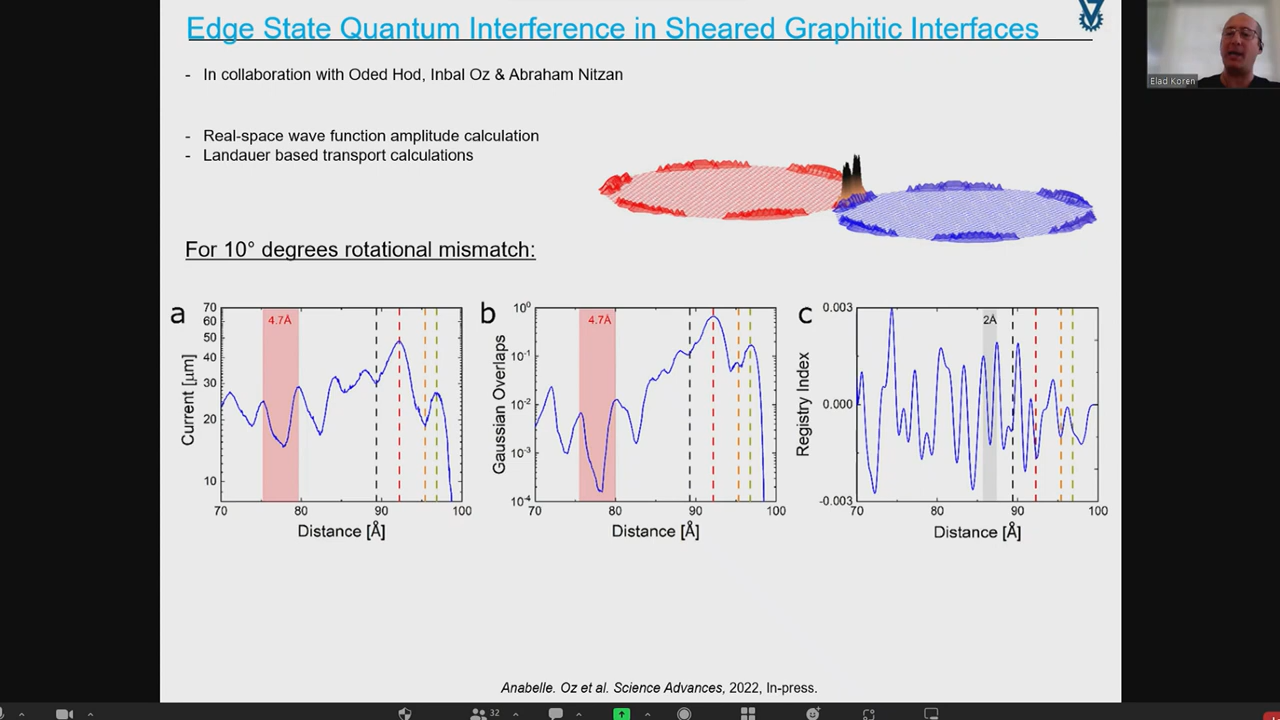 Edge State Quantum Interference in Sheared Graphitic Interfaces
Elad Koren
- In collaboration with Oded Hod, Inbal Oz & Abraham Nitzan
- Real-space wave function amplitude calculation
- Landauer based transport calculations
For 10° degrees rotational mismatch:
a
70
60
50
40
30
20
10
4.7Å
Current [μm]
70 80 90 100
Distance [Å]
b
10⁰
10⁻¹
10⁻²
10⁻³
10⁻⁴
4.7Å
Gaussian Overlaps
70 80 90 100
Distance [Å]
c
0.003
0.000
-0.003
2Å
Registry Index
70 80 90 100
Distance [Å]
Anabelle. Oz et al. Science Advances, 2022, In-press.
32